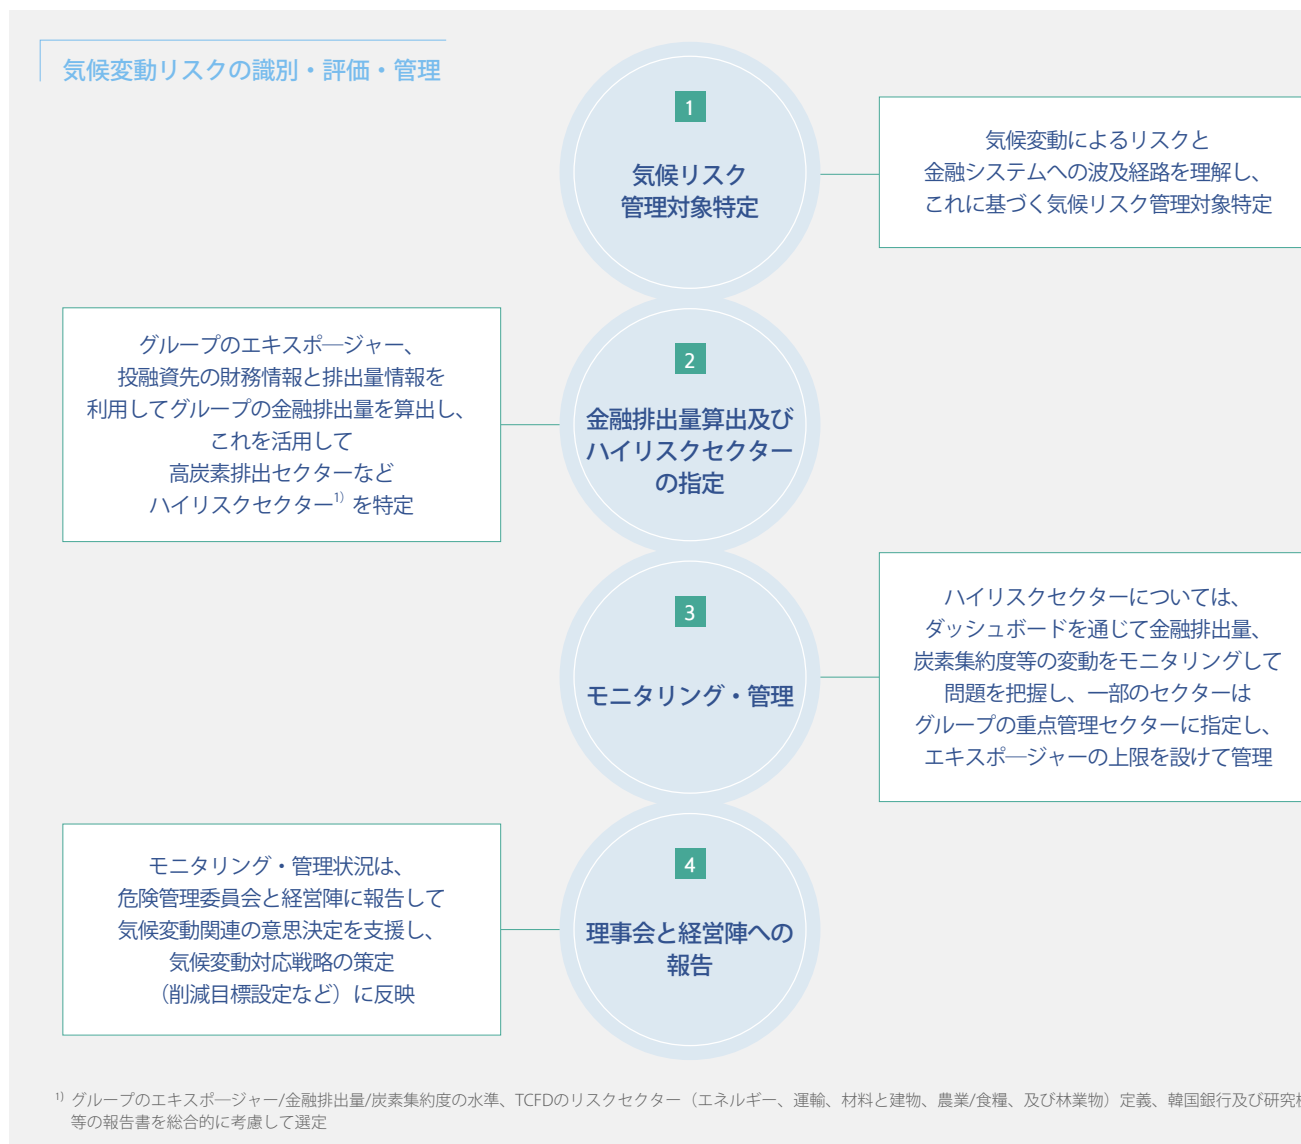 気候変動リスクの識別・評価・管理
1
気候リスク
管理対象特定
気候変動によるリスクと
金融システムへの波及経路を理解し、
これに基づく気候リスク管理対象特定
2
金融排出量算出及び
ハイリスクセクター
の指定
グループのエキスポ―ジャー、
投融資先の財務情報と排出量情報を
利用してグループの金融排出量を算出し、
これを活用して
高炭素排出セクターなど
ハイリスクセクター1) を特定
3
モニタリング・管理
ハイリスクセクターについては、
ダッシュボードを通じて金融排出量、
炭素集約度等の変動をモニタリングして
問題を把握し、一部のセクターは
グループの重点管理セクターに指定し、
エキスポ―ジャーの上限を設けて管理
4
理事会と経営陣への
報告
モニタリング・管理状況は、
危険管理委員会と経営陣に報告して
気候変動関連の意思決定を支援し、
気候変動対応戦略の策定
（削減目標設定など）に反映
1) グループのエキスポ―ジャー/金融排出量/炭素集約度の水準、TCFDのリスクセクター（エネルギー、運輸、材料と建物、農業/食糧、及び林業物）定義、韓国銀行及び研究
等の報告書を総合的に考慮して選定